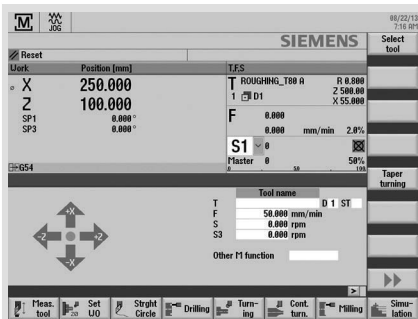 M JOG
08/22/13
7:16 AM
SIEMENS
Select tool
Reset
Work Position [mm] T,F,S
X 250.000
Z 100.000
SP1 0.000°
SP3 0.000°
G54
T ROUGHING_T80 A R 0.800
1 D1 Z 500.00
X 55.000
F 0.000
0.000 mm/min 2.0%
S1 0
Master 0 50%
0 50 100
Taper turning
+X
-Z +Z
-X
Tool name
T D 1 ST
F 50.000 mm/min
S 0.000 rpm
S3 0.000 rpm
Other M function
Meas. tool
Set U0
Strght Circle
Drilling
Turn- ing
Cont. turn.
Milling
Simu- lation